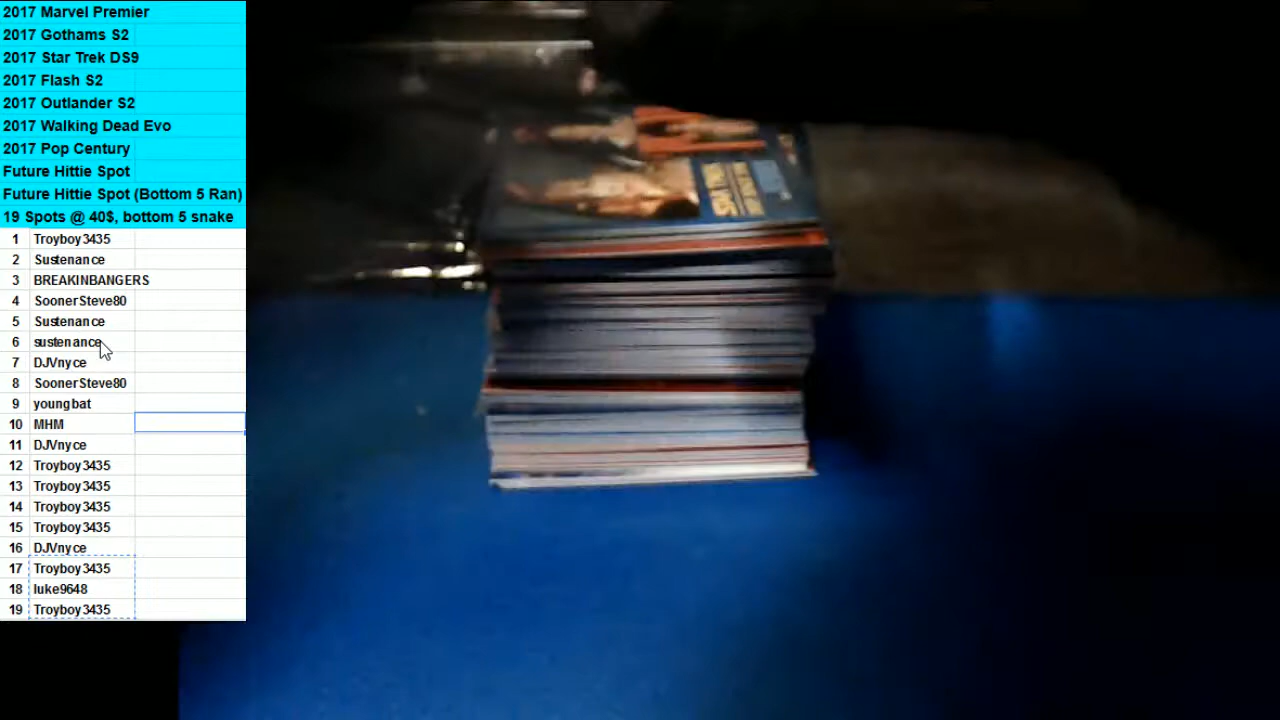 2017 Marvel Premier
2017 Gothams S2
2017 Star Trek DS9
2017 Flash S2
2017 Outlander S2
2017 Walking Dead Evo
2017 Pop Century
Future Hittie Spot
Future Hittie Spot (Bottom 5 Ran)
19 Spots @ 40$, bottom 5 snake
1 Troyboy3435
2 Sustenance
3 BREAKINBANGERS
4 SoonerSteve80
5 Sustenance
6 sustenance
7 DJVnyce
8 SoonerSteve80
9 youngbat
10 MHM
11 DJVnyce
12 Troyboy3435
13 Troyboy3435
14 Troyboy3435
15 Troyboy3435
16 DJVnyce
17 Troyboy3435
18 luke9648
19 Troyboy3435